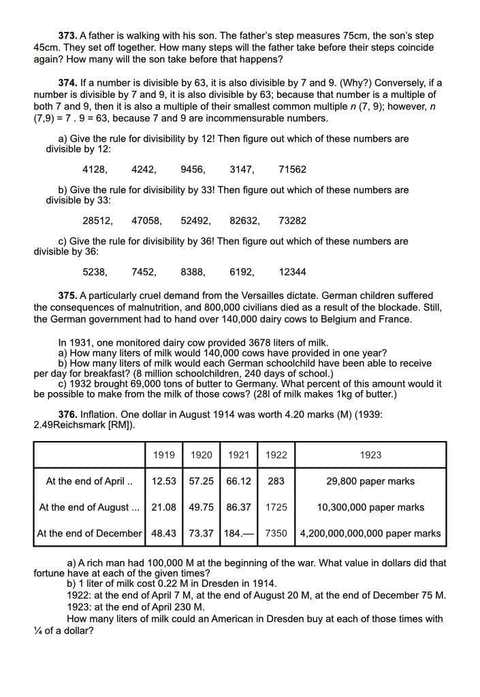 373. A father is walking with his son. The father's step measures 75cm, the son's step
45cm. They set off together. How many steps will the father take before their steps coincide
again? How many will the son take before that happens?
374. If a number is divisible by 63, it is also divisible by 7 and 9. (Why?) Conversely, if a
number is divisible by 7 and 9, it is also divisible by 63; because that number is a multiple of
both 7 and 9, then it is also a multiple of their smallest common multiple n (7, 9); however, n
(7,9) = 7 . 9 = 63, because 7 and 9 are incommensurable numbers.
a) Give the rule for divisibility by 12! Then figure out which of these numbers are
divisible by 12:
4128, 4242, 9456, 3147, 71562
b) Give the rule for divisibility by 33! Then figure out which of these numbers are
divisible by 33:
28512, 47058, 52492, 82632, 73282
c) Give the rule for divisibility by 36! Then figure out which of these numbers are
divisible by 36:
5238, 7452, 8388, 6192, 12344
375. A particularly cruel demand from the Versailles dictate. German children suffered
the consequences of malnutrition, and 800,000 civilians died as a result of the blockade. Still,
the German government had to hand over 140,000 dairy cows to Belgium and France.
In 1931, one monitored dairy cow provided 3678 liters of milk.
a) How many liters of milk would 140,000 cows have provided in one year?
b) How many liters of milk would each German schoolchild have been able to receive
per day for breakfast? (8 million schoolchildren, 240 days of school.)
c) 1932 brought 69,000 tons of butter to Germany. What percent of this amount would it
be possible to make from the milk of those cows? (28l of milk makes 1kg of butter.)
376. Inflation. One dollar in August 1914 was worth 4.20 marks (M) (1939:
2.49Reichsmark [RM]).
1919 1920 1921 1922 1923
At the end of April .. 12.53 57.25 66.12 283 29,800 paper marks
At the end of August ... 21.08 49.75 86.37 1725 10,300,000 paper marks
At the end of December 48.43 73.37 184.— 7350 4,200,000,000,000 paper marks
a) A rich man had 100,000 M at the beginning of the war. What value in dollars did that
fortune have at each of the given times?
b) 1 liter of milk cost 0.22 M in Dresden in 1914.
1922: at the end of April 7 M, at the end of August 20 M, at the end of December 75 M.
1923: at the end of April 230 M.
How many liters of milk could an American in Dresden buy at each of those times with
¼ of a dollar?